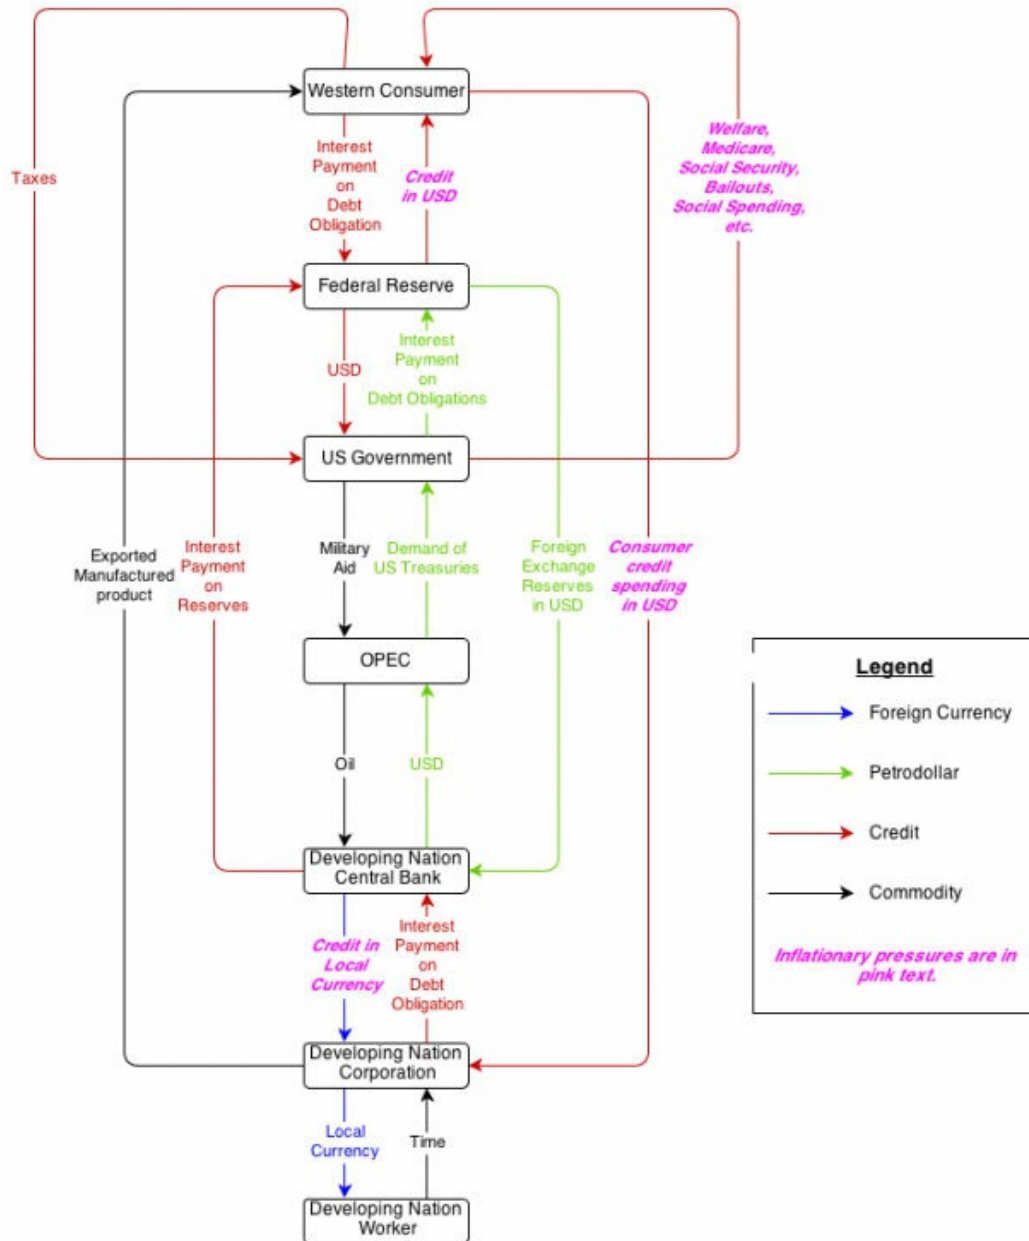 Western Consumer
Interest
Payment
on
Debt
Obligation
Credit
in USD
Welfare,
Medicare,
Social Security,
Bailouts,
Social Spending,
etc.
Taxes
Federal Reserve
USD
Interest
Payment
on
Debt Obligations
US Government
Exported
Manufactured
product
Interest
Payment
on
Reserves
Military
Aid
Demand of
US Treasuries
Foreign
Exchange
Reserves
in USD
Consumer
credit
spending
in USD
OPEC
Oil
USD
Developing Nation
Central Bank
Credit in
Local
Currency
Interest
Payment
on
Debt
Obligation
Developing Nation
Corporation
Local
Currency
Time
Developing Nation
Worker
Legend
Foreign Currency
Petrodollar
Credit
Commodity
Inflationary pressures are in
pink text.